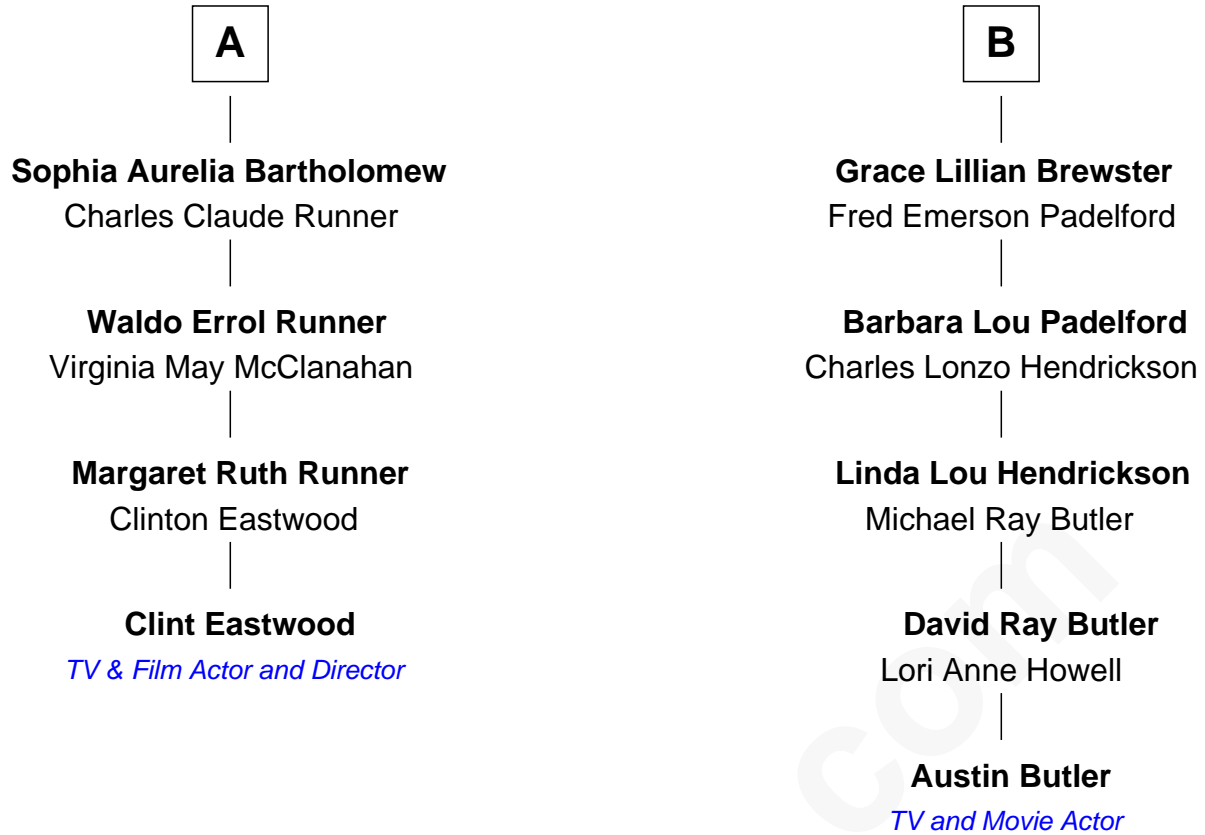 A
Sophia Aurelia Bartholomew
Charles Claude Runner
Waldo Errol Runner
Virginia May McClanahan
Margaret Ruth Runner
Clinton Eastwood
Clint Eastwood
TV & Film Actor and Director
B
Grace Lillian Brewster
Fred Emerson Padelford
Barbara Lou Padelford
Charles Lonzo Hendrickson
Linda Lou Hendrickson
Michael Ray Butler
David Ray Butler
Lori Anne Howell
Austin Butler
TV and Movie Actor
com